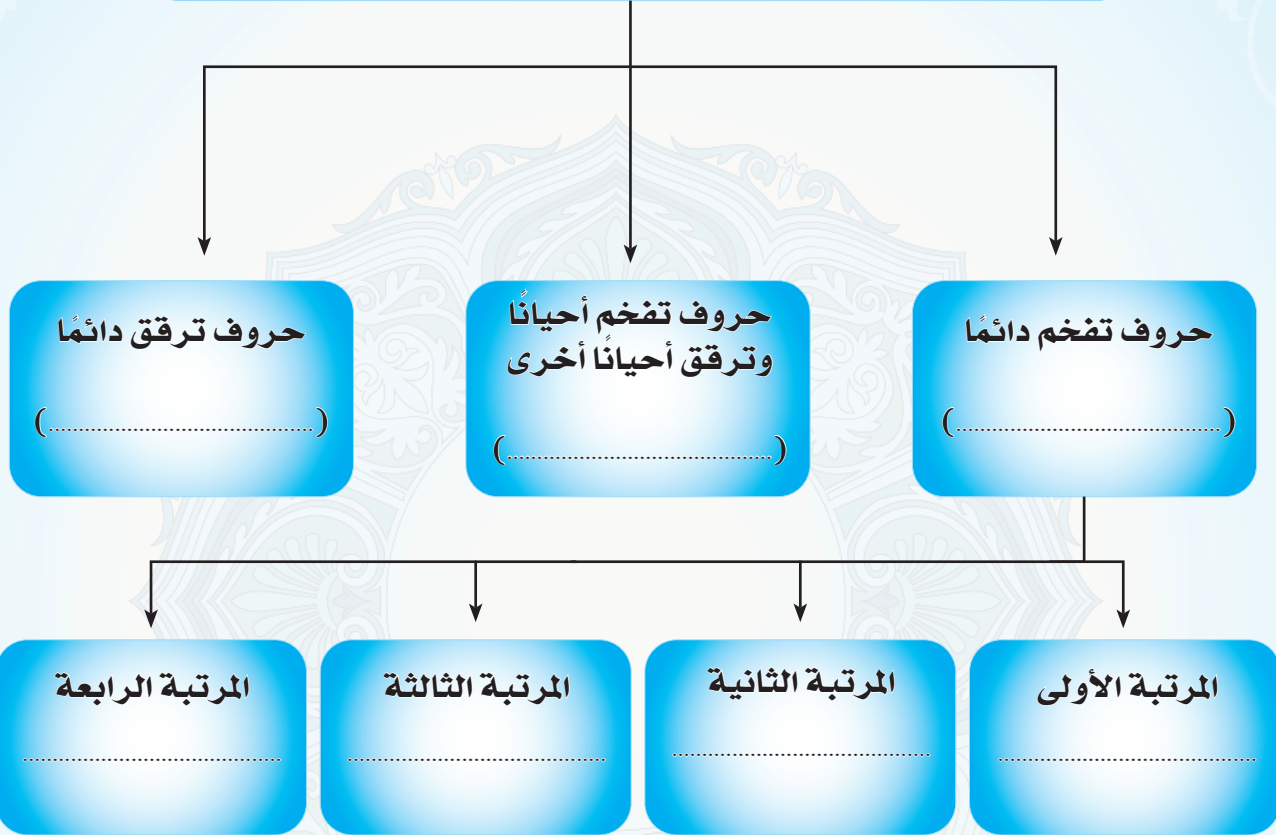 حروف تفخم دائمًا
(....................................)
حروف تفخم أحيانًا
وترقق أحيانًا أخرى
(....................................)
حروف ترقق دائمًا
(....................................)
المرتبة الأولى
....................................
المرتبة الثانية
....................................
المرتبة الثالثة
....................................
المرتبة الرابعة
....................................